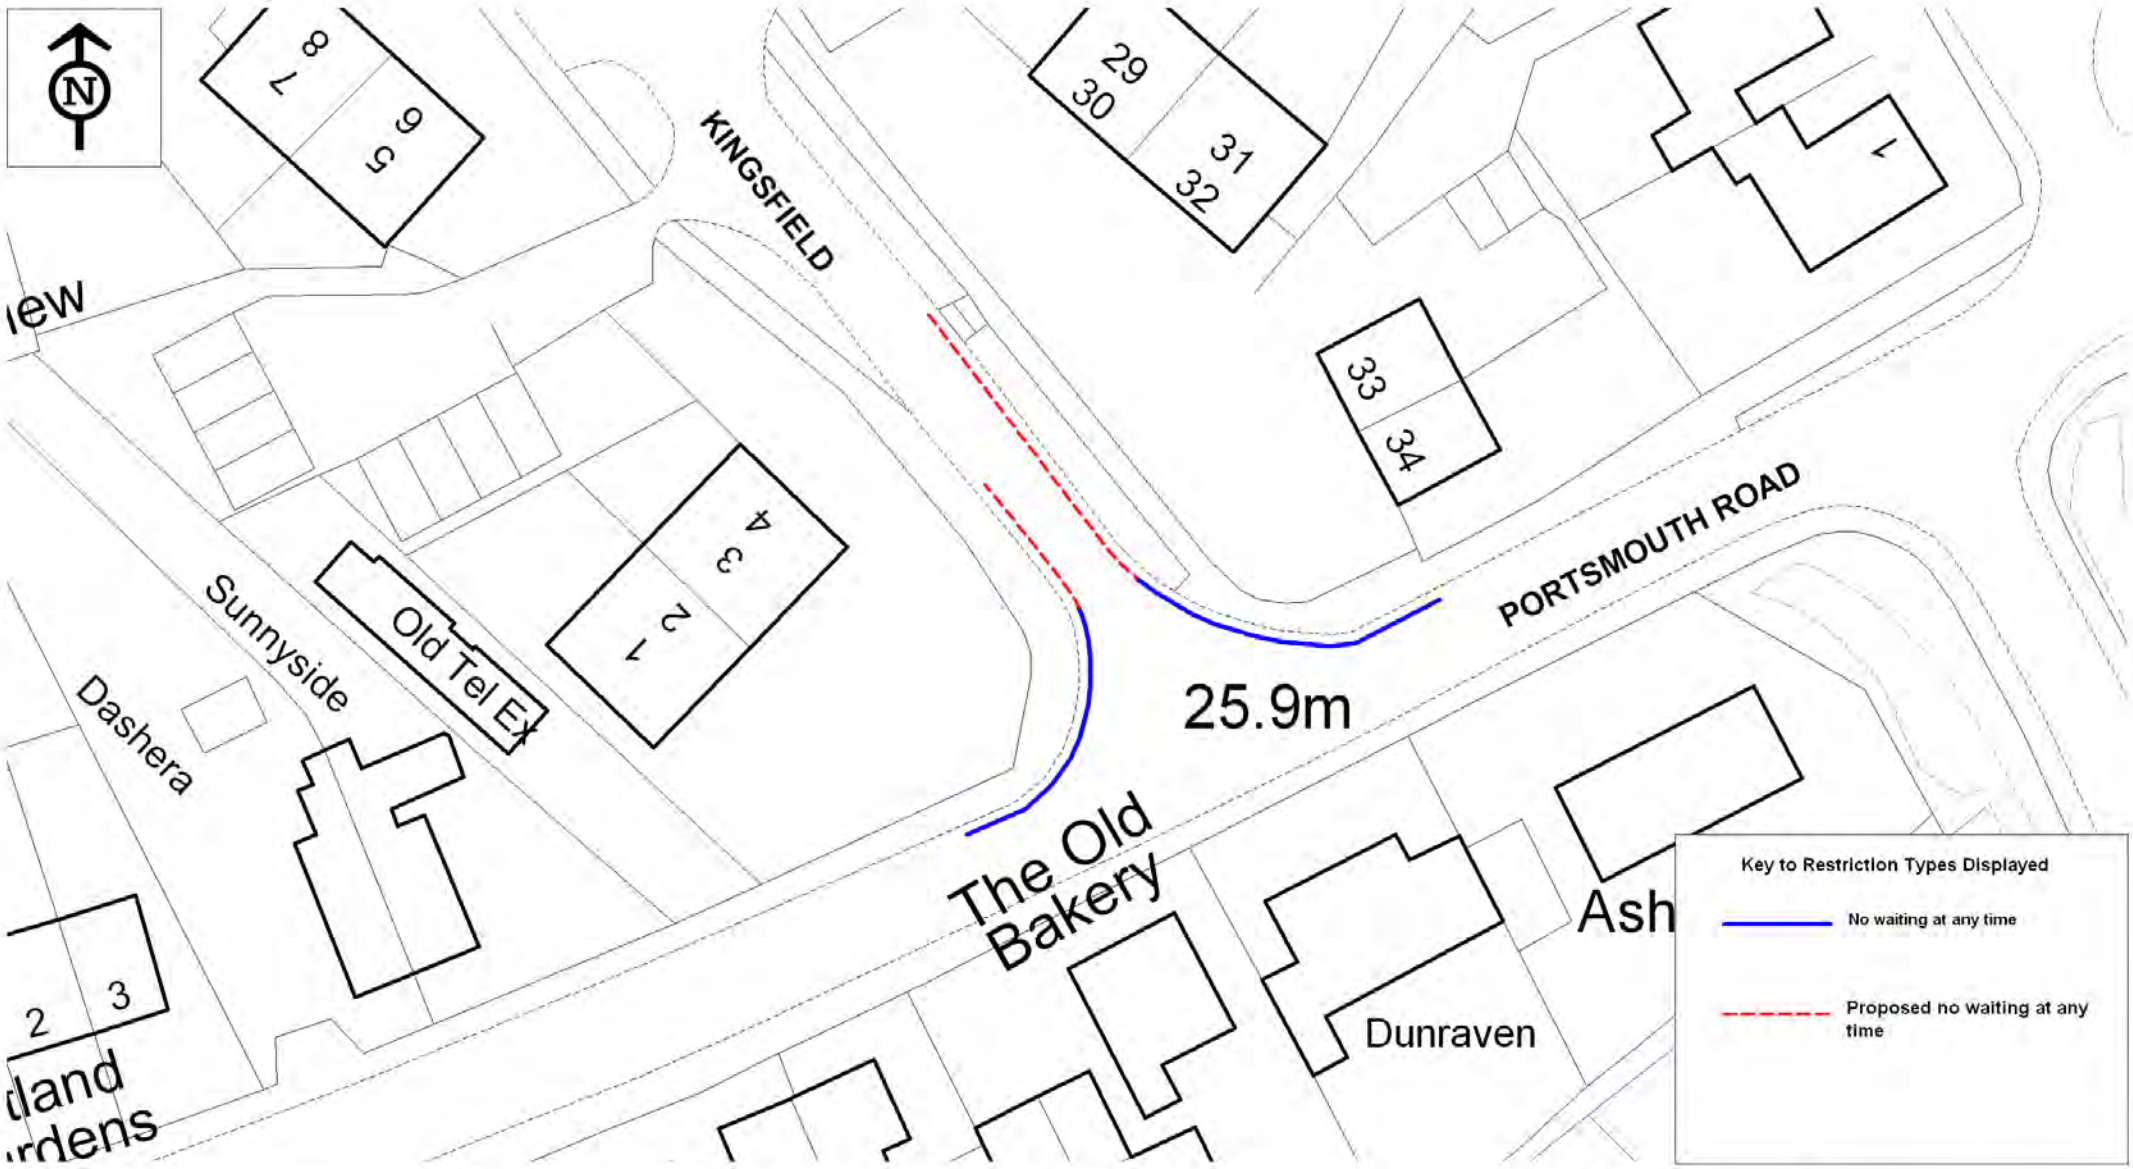 N
8
7
6
5
KINGSFIELD
29
30
31
32
1
iew
33
34
PORTSMOUTH ROAD
4
3
2
1
Sunnyside
Old Tel Ex
Dashera
25.9m
The Old
Bakery
Ash
Dunraven
2
3
tland
rdens
Key to Restriction Types Displayed
No waiting at any time
Proposed no waiting at any
time